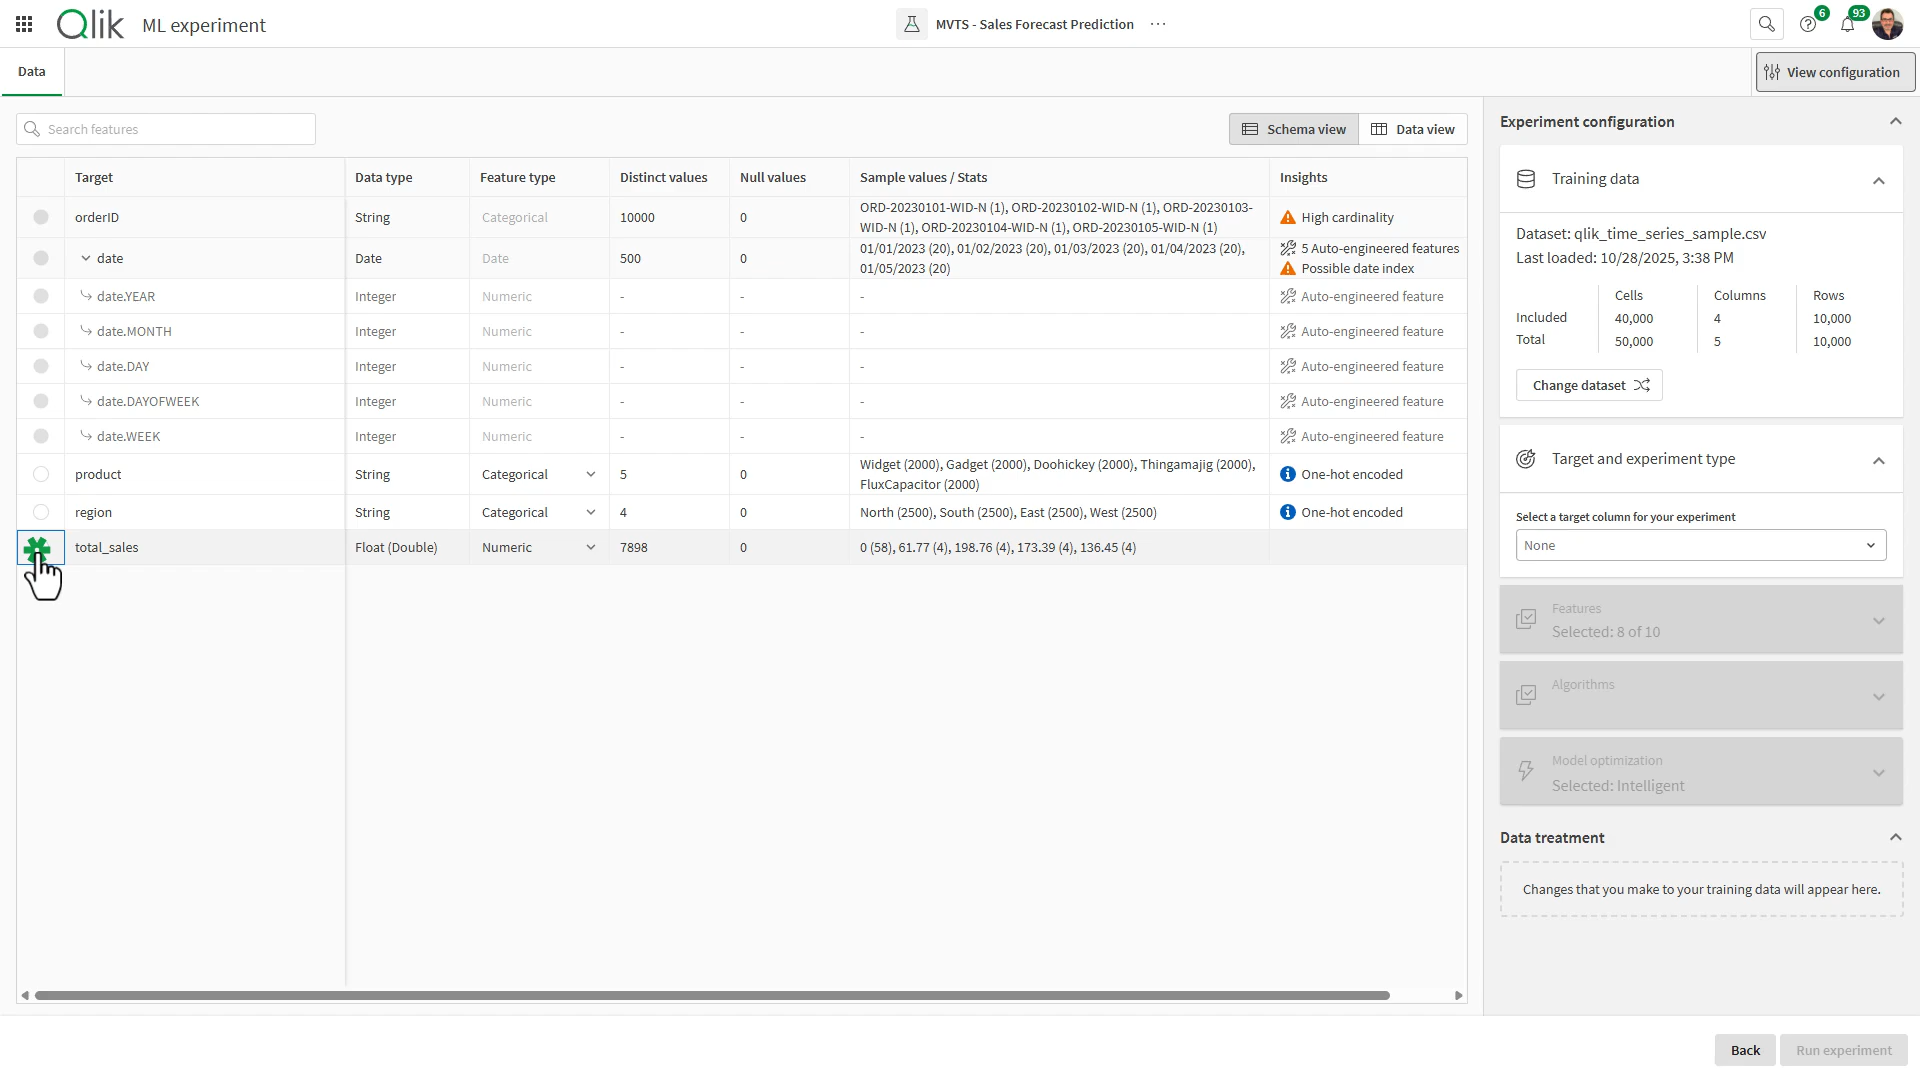 Qlik
ML experiment
MVTS - Sales Forecast Prediction
...
6
93
Data
View configuration
Search features
Schema view
Data view
Target
Data type
Feature type
Distinct values
Null values
Sample values / Stats
Insights
orderID
String
Categorical
10000
0
ORD-20230101-WID-N (1), ORD-20230102-WID-N (1), ORD-20230103-
WID-N (1), ORD-20230104-WID-N (1), ORD-20230105-WID-N (1)
High cardinality
date
Date
Date
500
0
01/01/2023 (20), 01/02/2023 (20), 01/03/2023 (20), 01/04/2023 (20),
01/05/2023 (20)
5 Auto-engineered features
Possible date index
date.YEAR
Integer
Numeric
-
-
-
Auto-engineered feature
date.MONTH
Integer
Numeric
-
-
-
Auto-engineered feature
date.DAY
Integer
Numeric
-
-
-
Auto-engineered feature
date.DAYOFWEEK
Integer
Numeric
-
-
-
Auto-engineered feature
date.WEEK
Integer
Numeric
-
-
-
Auto-engineered feature
product
String
Categorical
5
0
Widget (2000), Gadget (2000), Doohickey (2000), Thingamajig (2000),
FluxCapacitor (2000)
One-hot encoded
region
String
Categorical
4
0
North (2500), South (2500), East (2500), West (2500)
One-hot encoded
total_sales
Float (Double)
Numeric
7898
0
0 (58), 61.77 (4), 198.76 (4), 173.39 (4), 136.45 (4)
Experiment configuration
Training data
Dataset: qlik_time_series_sample.csv
Last loaded: 10/28/2025, 3:38 PM
Cells
Columns
Rows
Included
40,000
4
10,000
Total
50,000
5
10,000
Change dataset
Target and experiment type
Select a target column for your experiment
None
Features
Selected: 8 of 10
Algorithms
Model optimization
Selected: Intelligent
Data treatment
Changes that you make to your training data will appear here.
Back
Run experiment